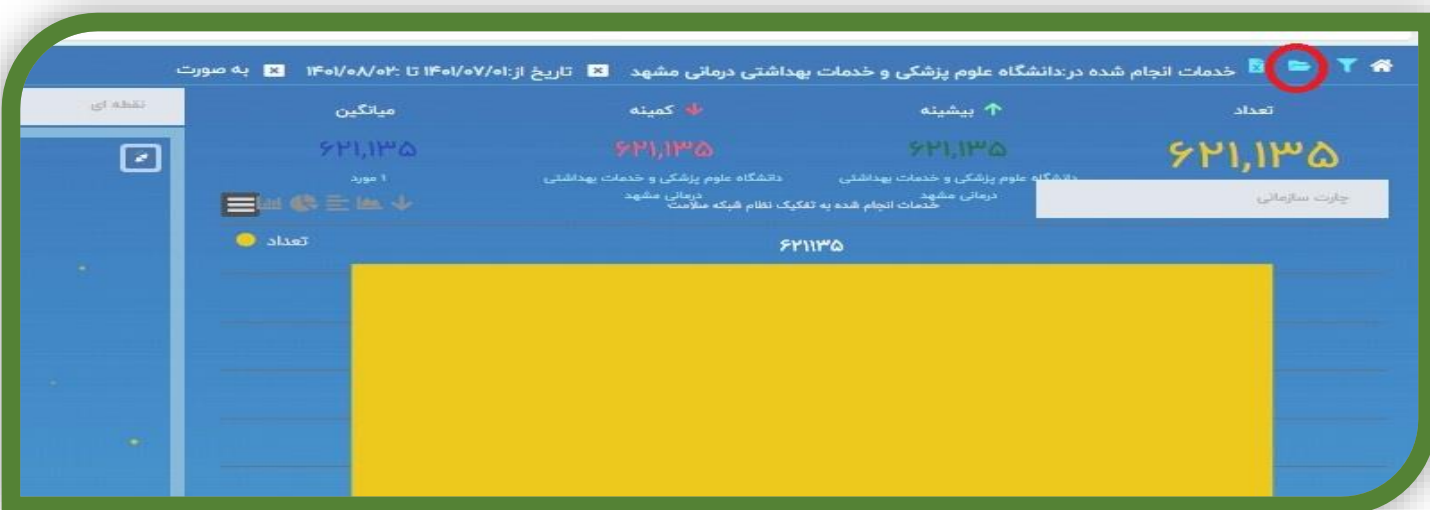 خدمات انجام شده در:دانشگاه علوم پزشکی و خدمات بهداشتی درمانی مشهد تاریخ از:۱۴۰۱/۰۷/۰۱ تا :۱۴۰۱/۰۸/۰۲ به صورت
تعداد بیشینه کمینه میانگین نقطه ای
۶۲۱,۱۳۵ ۶۲۱,۱۳۵ ۶۲۱,۱۳۵ ۶۲۱,۱۳۵
دانشگاه علوم پزشکی و خدمات بهداشتی دانشگاه علوم پزشکی و خدمات بهداشتی ۱ مورد
چارت سازمانی درمانی مشهد درمانی مشهد
خدمات انجام شده به تفکیک نظام شبکه سلامت
۶۲۱۱۳۵ تعداد